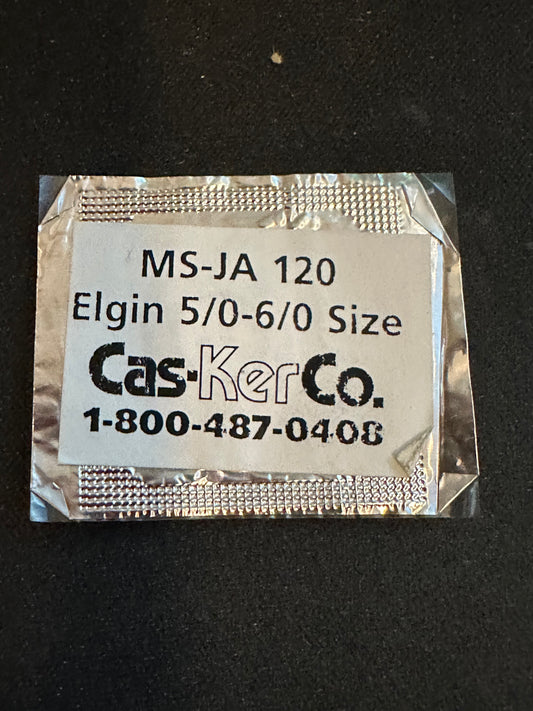 MS-JA 120
Elgin 5/0-6/0 Size
Cas-Ker Co.
1-800-487-0408